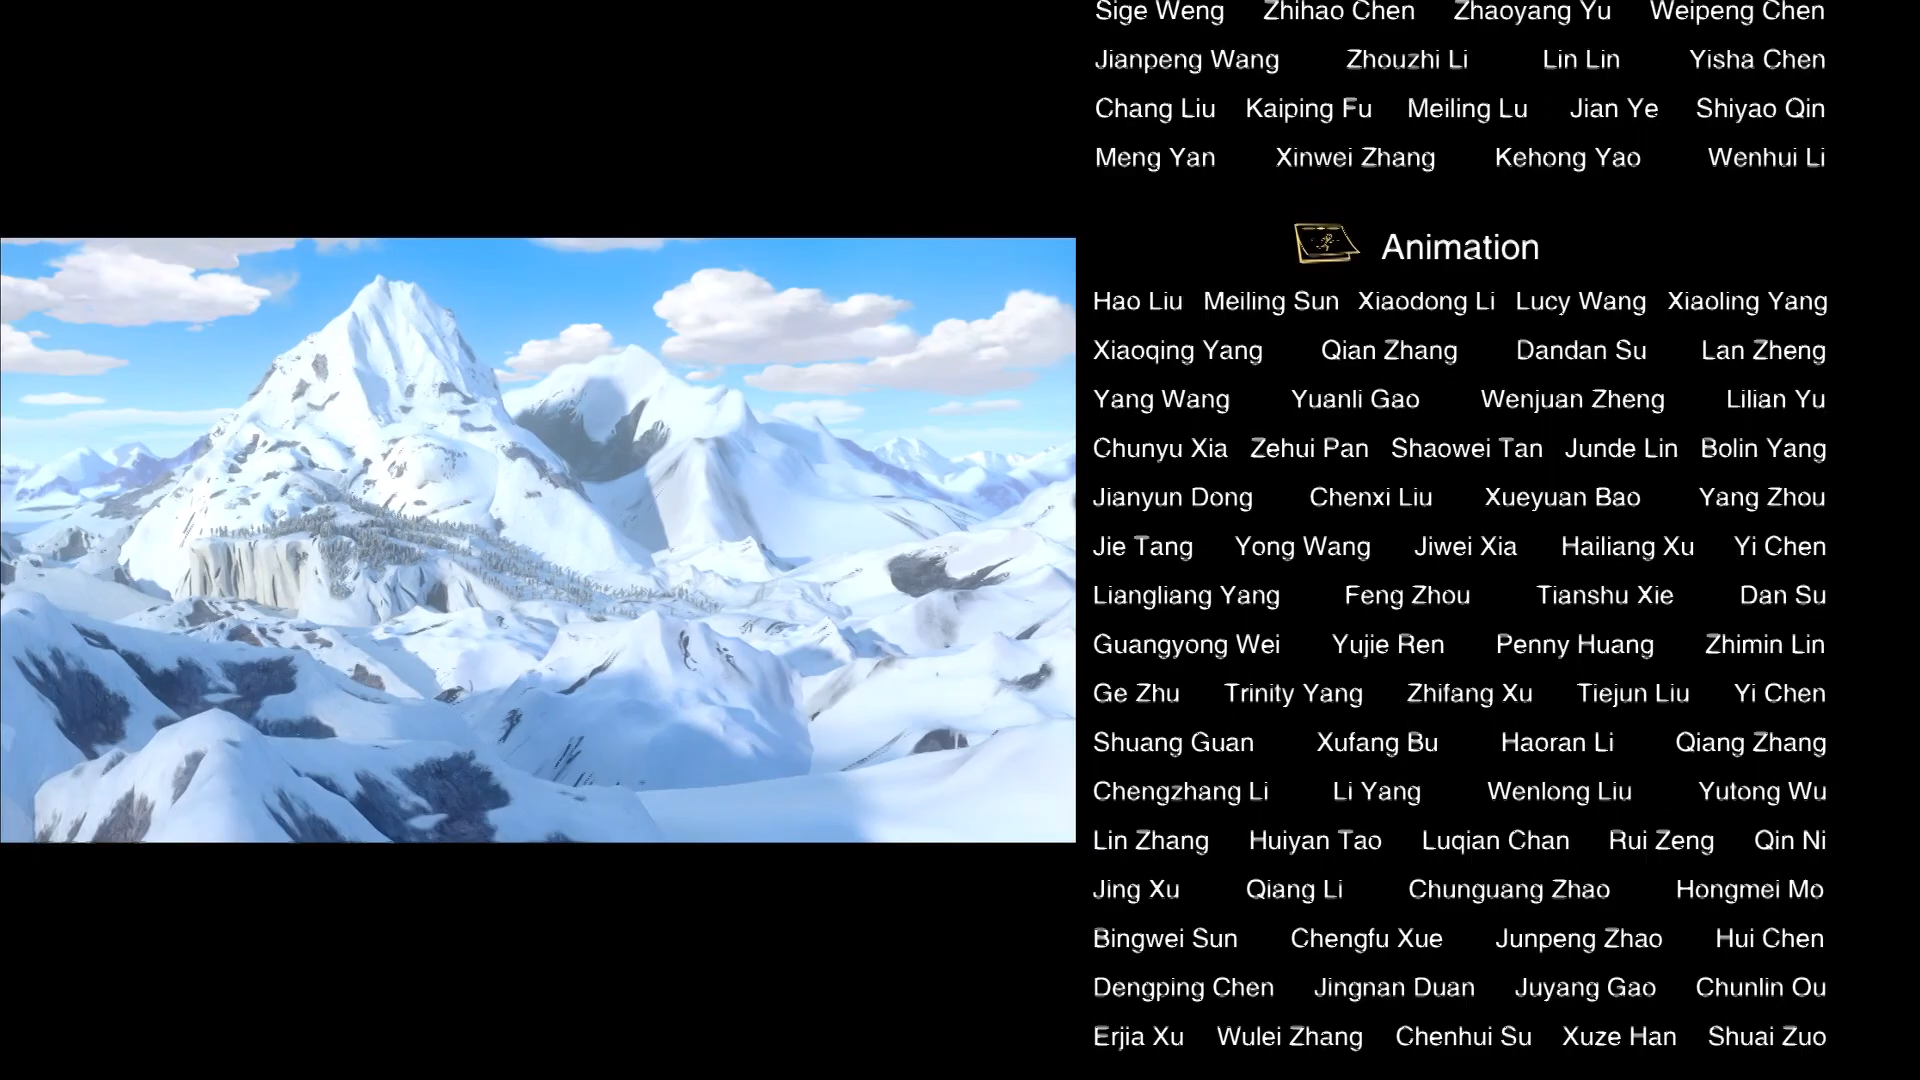 Sige Weng Zhihao Chen Zhaoyang Yu Weipeng Chen
Jianpeng Wang Zhouzhi Li Lin Lin Yisha Chen
Chang Liu Kaiping Fu Meiling Lu Jian Ye Shiyao Qin
Meng Yan Xinwei Zhang Kehong Yao Wenhui Li
Animation
Hao Liu Meiling Sun Xiaodong Li Lucy Wang Xiaoling Yang
Xiaoqing Yang Qian Zhang Dandan Su Lan Zheng
Yang Wang Yuanli Gao Wenjuan Zheng Lilian Yu
Chunyu Xia Zehui Pan Shaowei Tan Junde Lin Bolin Yang
Jianyun Dong Chenxi Liu Xueyuan Bao Yang Zhou
Jie Tang Yong Wang Jiwei Xia Hailiang Xu Yi Chen
Liangliang Yang Feng Zhou Tianshu Xie Dan Su
Guangyong Wei Yujie Ren Penny Huang Zhimin Lin
Ge Zhu Trinity Yang Zhifang Xu Tiejun Liu Yi Chen
Shuang Guan Xufang Bu Haoran Li Qiang Zhang
Chengzhang Li Li Yang Wenlong Liu Yutong Wu
Lin Zhang Huiyan Tao Luqian Chan Rui Zeng Qin Ni
Jing Xu Qiang Li Chunguang Zhao Hongmei Mo
Bingwei Sun Chengfu Xue Junpeng Zhao Hui Chen
Dengping Chen Jingnan Duan Juyang Gao Chunlin Ou
Erjia Xu Wulei Zhang Chenhui Su Xuze Han Shuai Zuo